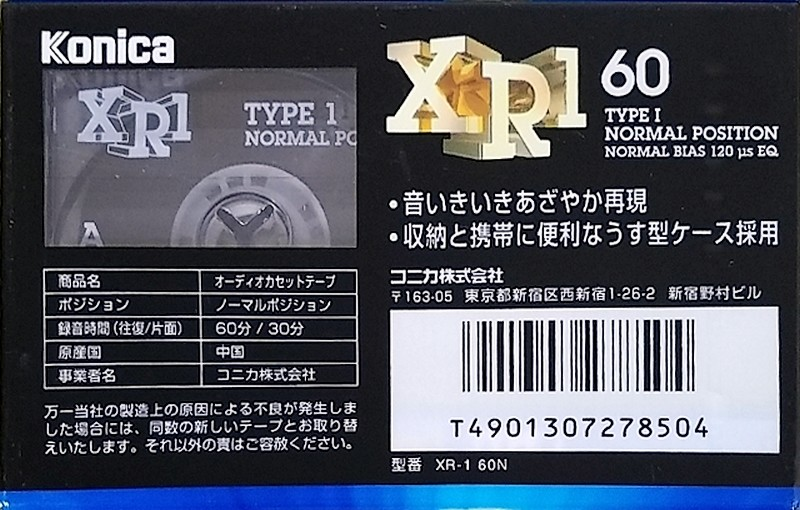 Konica
XR1
TYPE 1
NORMAL PO
A
XR1 60
TYPE I
NORMAL POSITION
NORMAL BIAS 120 μs EQ
•音いきいきあざやか再現
•収納と携帯に便利なうす型ケース採用
商品名 オーディオカセットテープ
ポジション ノーマルポジション
録音時間(往復/片面) 60分 / 30分
原産国 中国
事業者名 コニカ株式会社
万一当社の製造上の原因による不良が発生しま
した場合には、同数の新しいテープとお取り替
えいたします。それ以外の責はご容赦ください。
コニカ株式会社
〒163-05 東京都新宿区西新宿1-26-2 新宿野村ビル
T4901307278504
型番 XR-1 60N